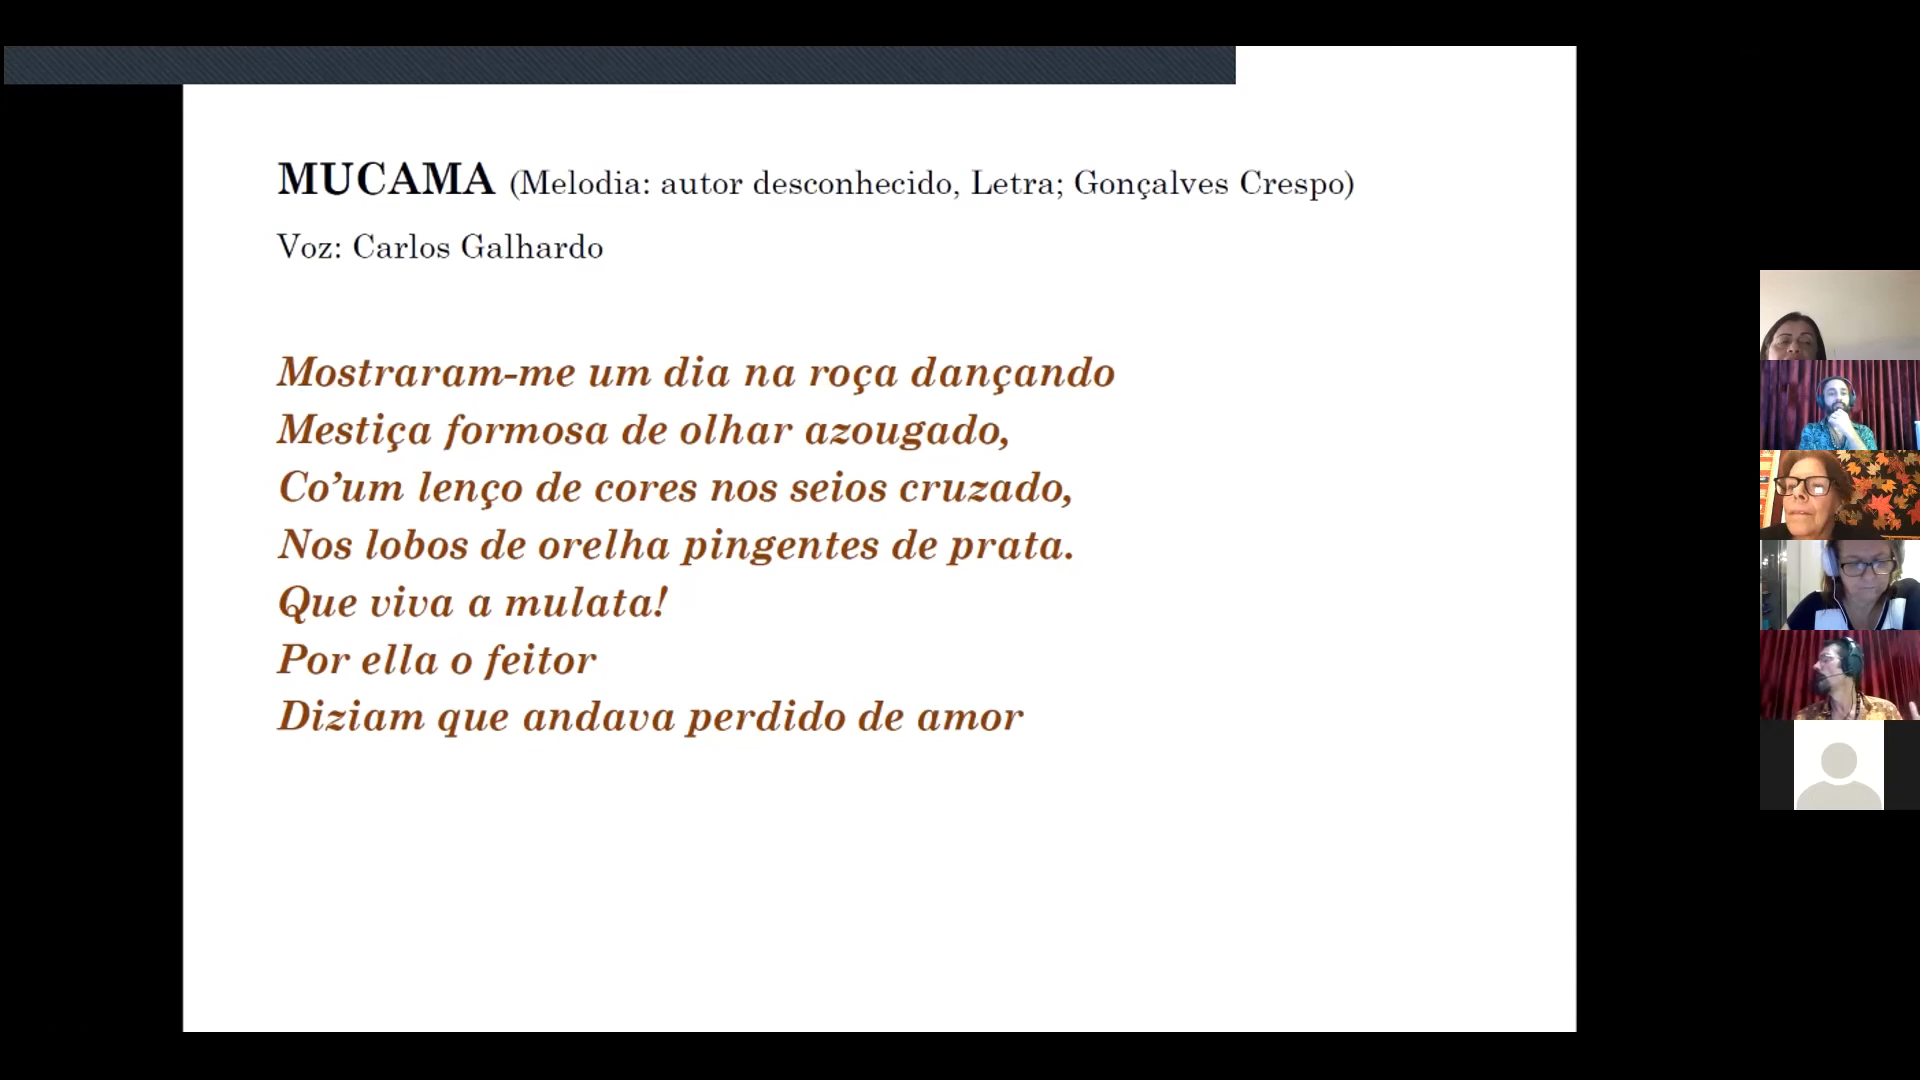 MUCAMA (Melodia: autor desconhecido, Letra; Gonçalves Crespo)
Voz: Carlos Galhardo
Mostraram-me um dia na roça dançando
Mestiça formosa de olhar azougado,
Co’um lenço de cores nos seios cruzado,
Nos lobos de orelha pingentes de prata.
Que viva a mulata!
Por ella o feitor
Diziam que andava perdido de amor